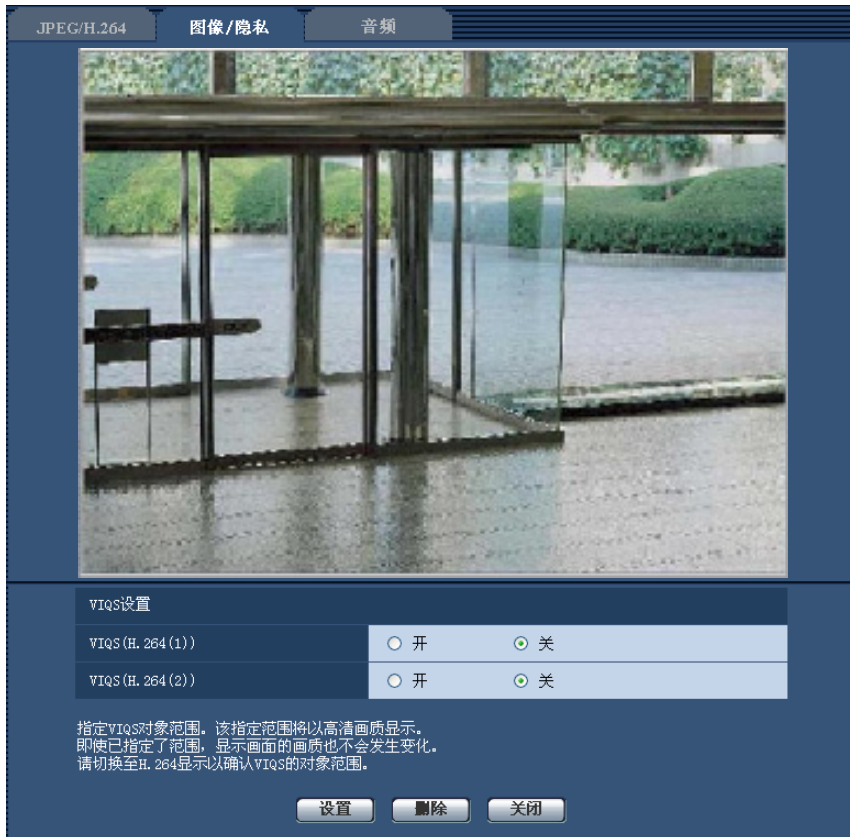 JPEG/H.264 图像/隐私 音频
VIQS设置
VIQS(H.264(1)) 开 关
VIQS(H.264(2)) 开 关
指定VIQS对象范围。该指定范围将以高清画质显示。
即使已指定了范围，显示画面的画质也不会发生变化。
请切换至H.264显示以确认VIQS的对象范围。
设置 删除 关闭